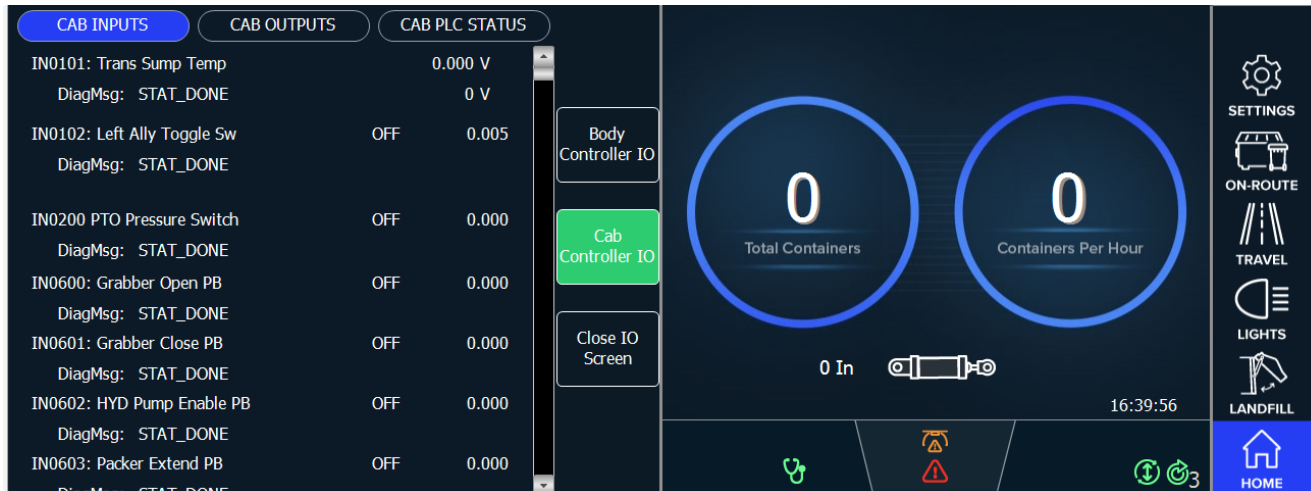 CAB INPUTS CAB OUTPUTS CAB PLC STATUS
IN0101: Trans Sump Temp 0.000 V
DiagMsg: STAT_DONE 0 V
IN0102: Left Ally Toggle Sw OFF 0.005
DiagMsg: STAT_DONE
IN0200 PTO Pressure Switch OFF 0.000
DiagMsg: STAT_DONE
IN0600: Grabber Open PB OFF 0.000
DiagMsg: STAT_DONE
IN0601: Grabber Close PB OFF 0.000
DiagMsg: STAT_DONE
IN0602: HYD Pump Enable PB OFF 0.000
DiagMsg: STAT_DONE
IN0603: Packer Extend PB OFF 0.000
DiagMsg: STAT_DONE
Body
Controller IO
Cab
Controller IO
Close IO
Screen
0
Total Containers
0
Containers Per Hour
0 In
16:39:56
3
SETTINGS
ON-ROUTE
TRAVEL
LIGHTS
LANDFILL
HOME